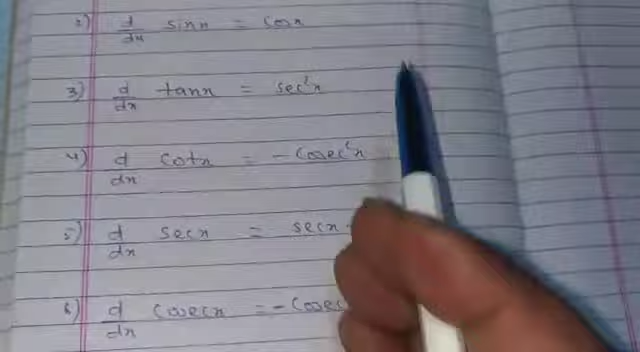 2) d/dx sinx = cosx
3) d/dx tanx = sec²x
4) d/dx cotx = -cosec²x
5) d/dx secx = secx
6) d/dx cosecx = -cosec